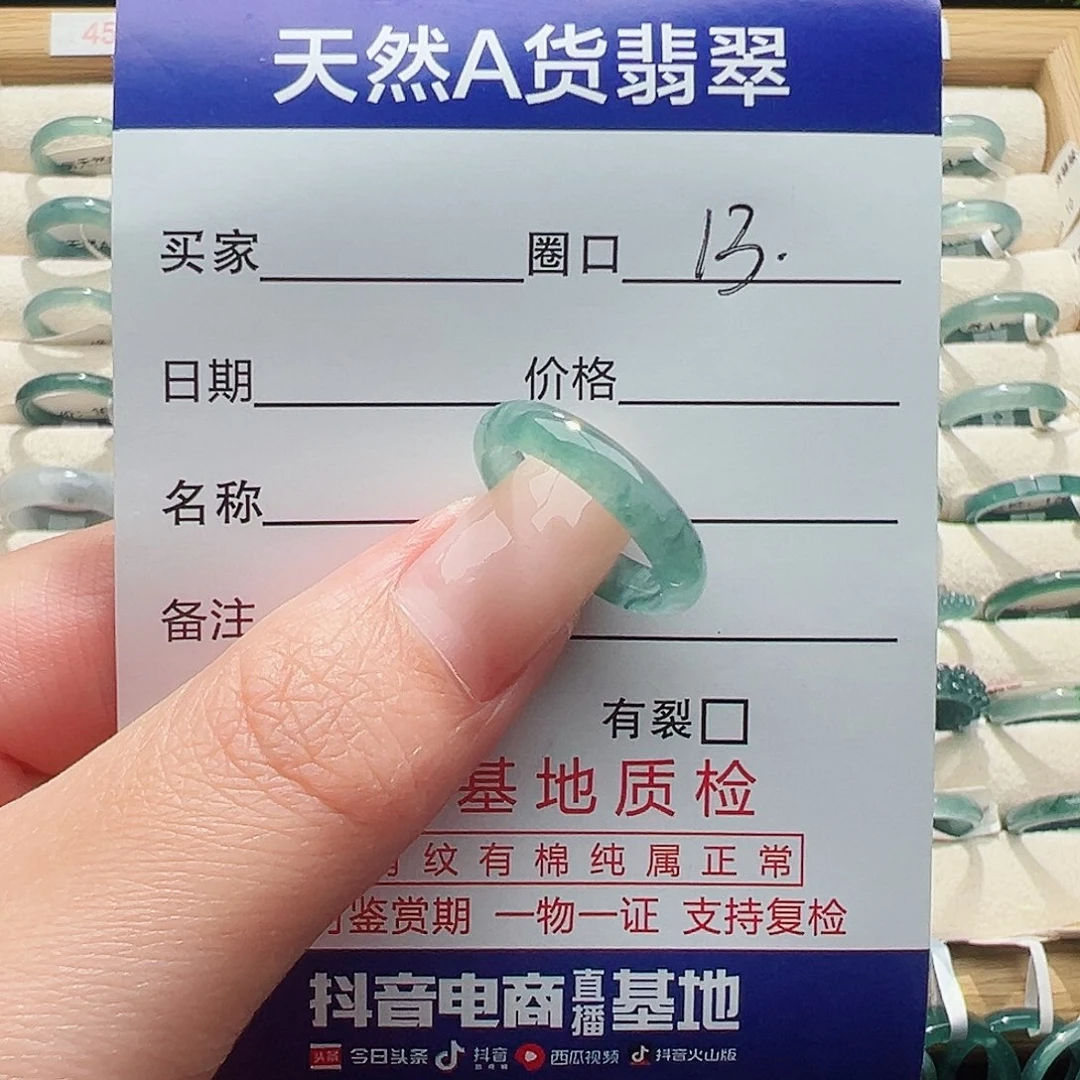 天然A货翡翠
45
买家 圈口 13.
日期 价格
名称
备注
有裂
基地质检
纹有棉纯属正常
鉴赏期 一物一证 支持复检
抖音电商直播基地
头条 今日头条 抖音 西瓜视频 抖音火山版